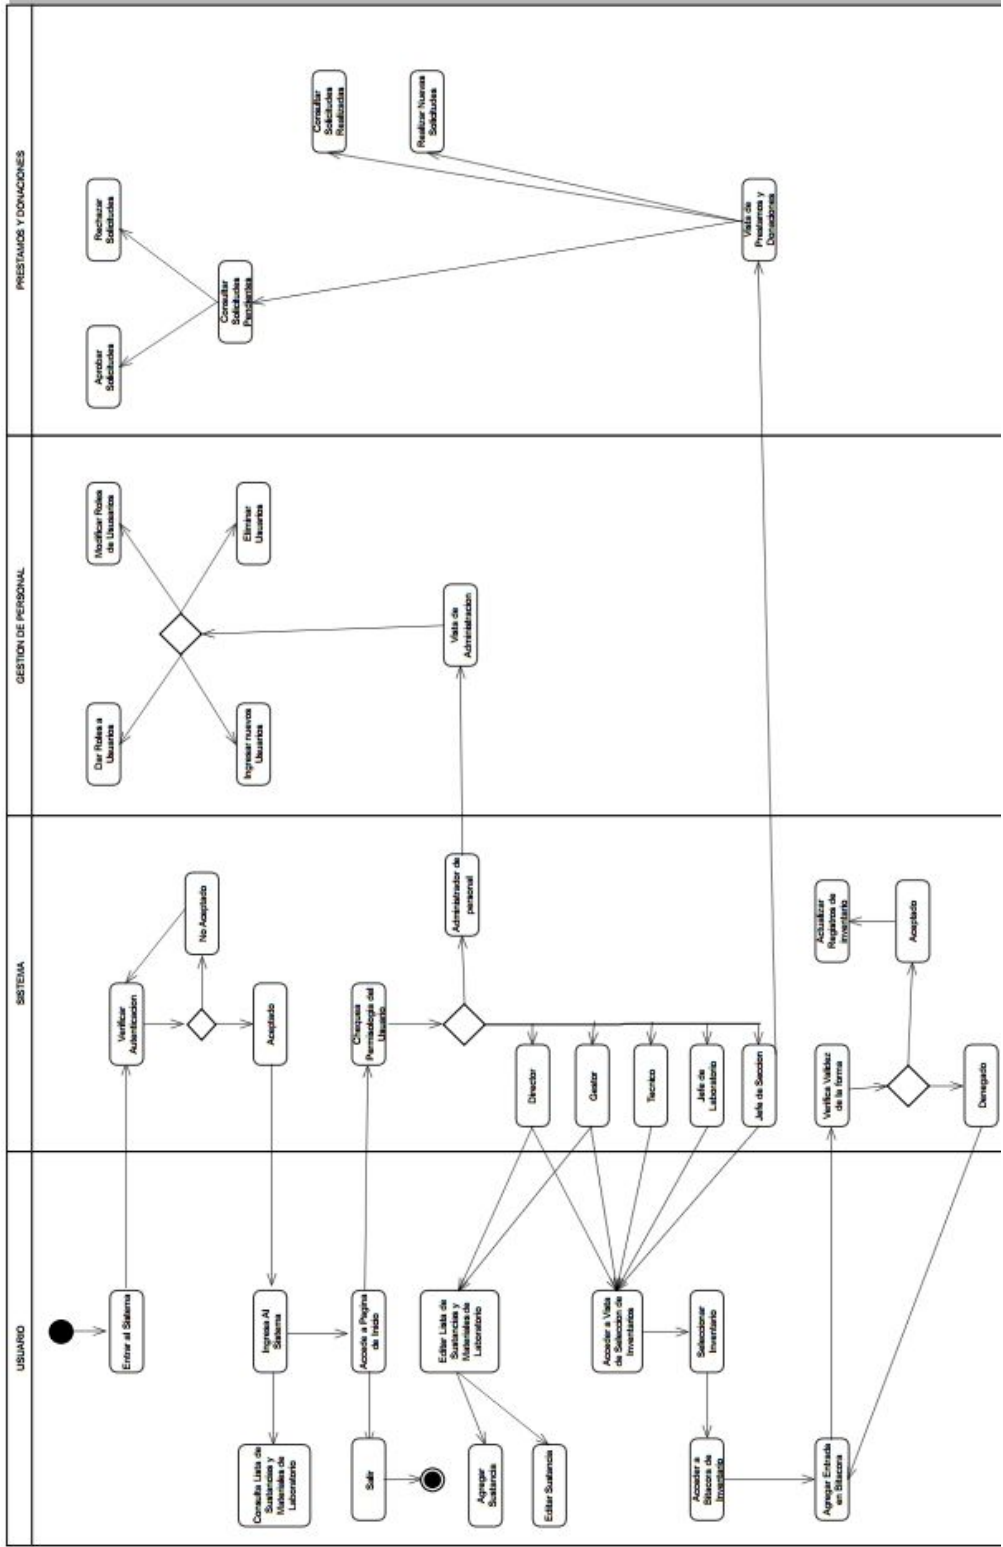 USUARIO
SISTEMA
GESTION DE PERSONAL
PRESTAMOS Y DONACIONES
Entrar al Sistema
Verificar
Autenticacion
No Aceptado
Aceptado
Ingresa Al
Sistema
Consulta Lista de
Sustancias y
Materiales de
Laboratorio
Accede a Pagina
de Inicio
Salir
Chequea
Permisologia del
Usuario
Administrador de
personal
Director
Gestor
Tecnico
Jefe de
Laboratorio
Jefe de Seccion
Editar Lista de
Sustancias y
Materiales de
Laboratorio
Agregar
Sustancia
Editar Sustancia
Acceder a Vista
de Seleccion de
Inventarios
Seleccionar
Inventario
Acceder a
Bitacora de
Inventario
Agregar Entrada
en Bitacora
Verifica Validez
de la forma
Aceptado
Denegado
Actualizar
Registros de
inventario
Vista de
Administracion
Dar Roles a
Usuarios
Modificar Roles
de Ususarios
Ingresar nuevos
Usuarios
Eliminar
Usuarios
Vista de
Prestamos y
Donaciones
Consultar
Solicitudes
Pendientes
Aprobar
Solicitudes
Rechazar
Solicitudes
Consultar
Solicitudes
Realizadas
Realizar Nuevas
Solicitudes